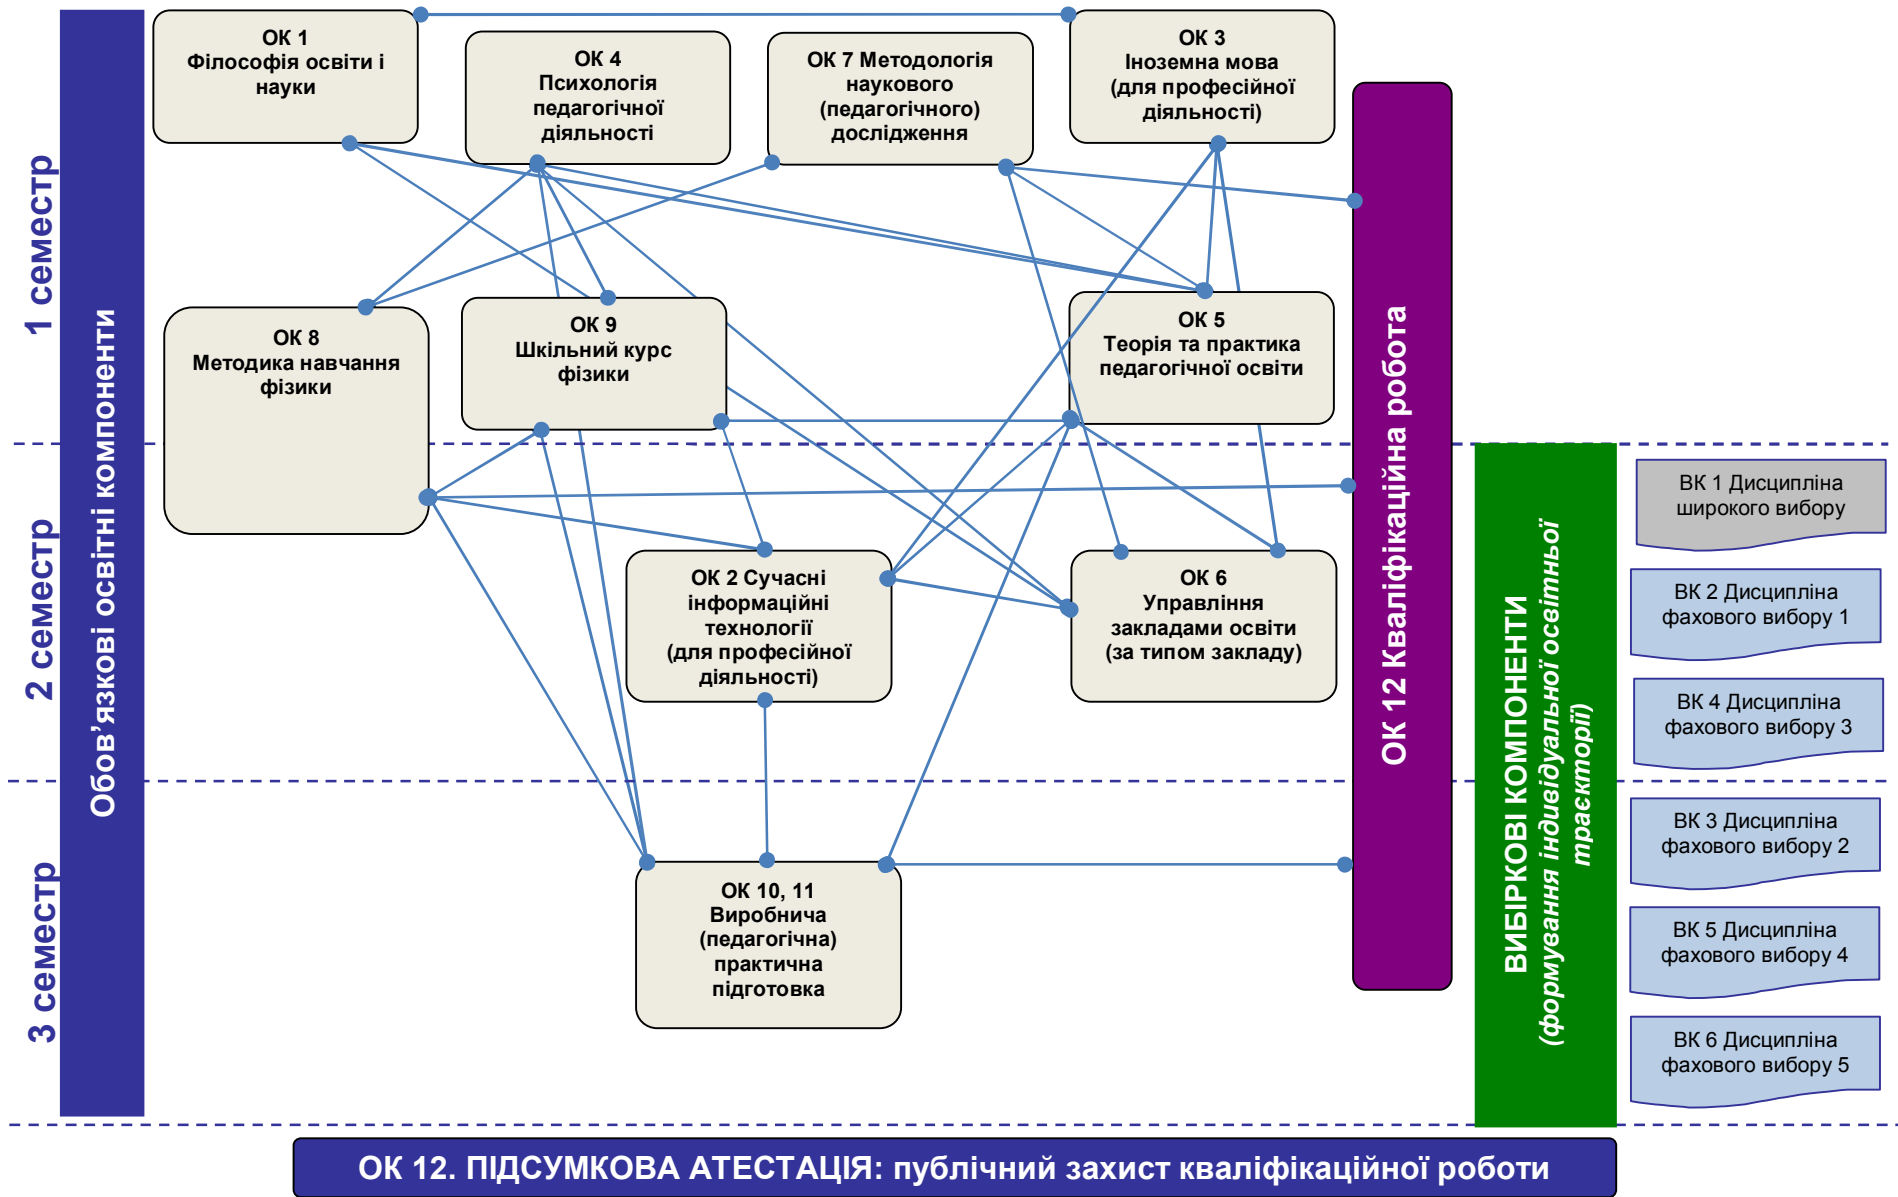 1 семестр
2 семестр
3 семестр
Обов’язкові освітні компоненти
ОК 1
Філософія освіти і
науки
ОК 4
Психологія
педагогічної
діяльності
ОК 7 Методологія
наукового
(педагогічного)
дослідження
ОК 3
Іноземна мова
(для професійної
діяльності)
ОК 8
Методика навчання
фізики
ОК 9
Шкільний курс
фізики
ОК 5
Теорія та практика
педагогічної освіти
ОК 2 Сучасні
інформаційні
технології
(для професійної
діяльності)
ОК 6
Управління
закладами освіти
(за типом закладу)
ОК 10, 11
Виробнича
(педагогічна)
практична
підготовка
ОК 12 Кваліфікаційна робота
ВИБІРКОВІ КОМПОНЕНТИ
(формування індивідуальної освітньої
траєкторії)
ВК 1 Дисципліна
широкого вибору
ВК 2 Дисципліна
фахового вибору 1
ВК 4 Дисципліна
фахового вибору 3
ВК 3 Дисципліна
фахового вибору 2
ВК 5 Дисципліна
фахового вибору 4
ВК 6 Дисципліна
фахового вибору 5
ОК 12. ПІДСУМКОВА АТЕСТАЦІЯ: публічний захист кваліфікаційної роботи